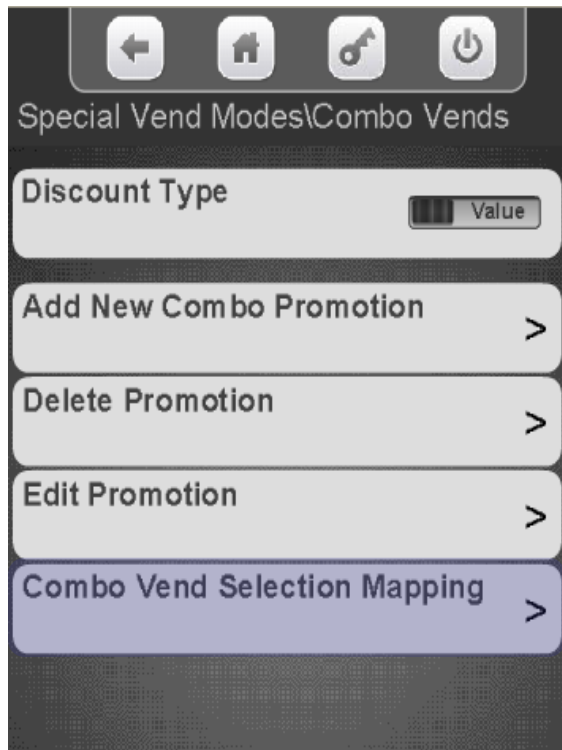 Special Vend Modes\Combo Vends
Discount Type
Value
Add New Combo Promotion
>
Delete Promotion
>
Edit Promotion
>
Combo Vend Selection Mapping
>